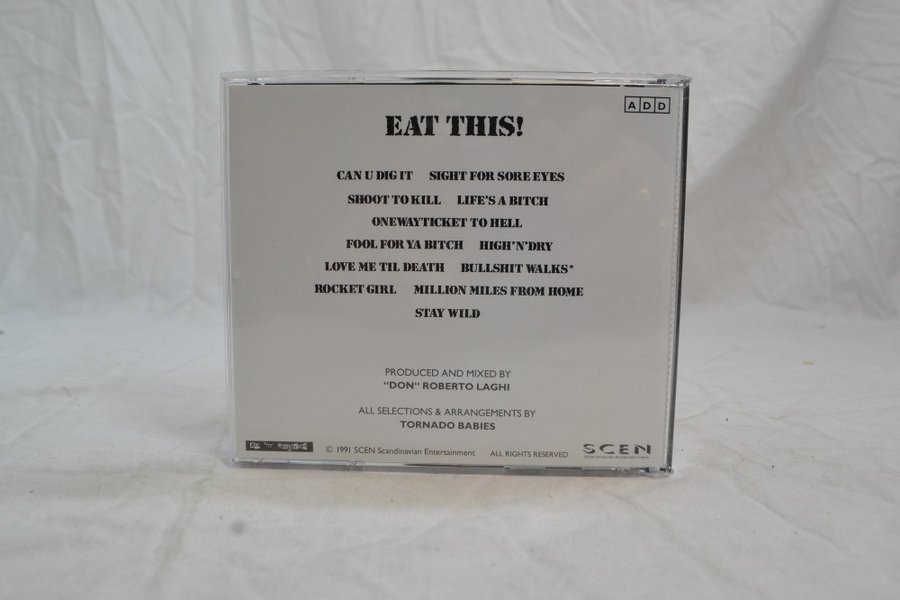 ADD
EAT THIS!
CAN U DIG IT SIGHT FOR SORE EYES
SHOOT TO KILL LIFE'S A BITCH
ONEWAYTICKET TO HELL
FOOL FOR YA BITCH HIGH'N'DRY
LOVE ME TIL DEATH BULLSHIT WALKS*
ROCKET GIRL MILLION MILES FROM HOME
STAY WILD
PRODUCED AND MIXED BY
"DON" ROBERTO LAGHI
ALL SELECTIONS & ARRANGEMENTS BY
TORNADO BABIES
© 1991 SCEN Scandinavian Entertainment ALL RIGHTS RESERVED SCEN
Scandinavian Entertainment